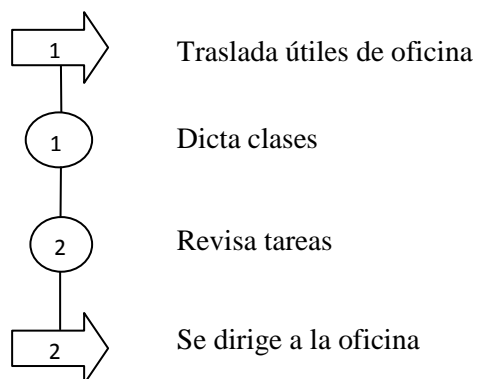 1 Traslada útiles de oficina
1 Dicta clases
2 Revisa tareas
2 Se dirige a la oficina